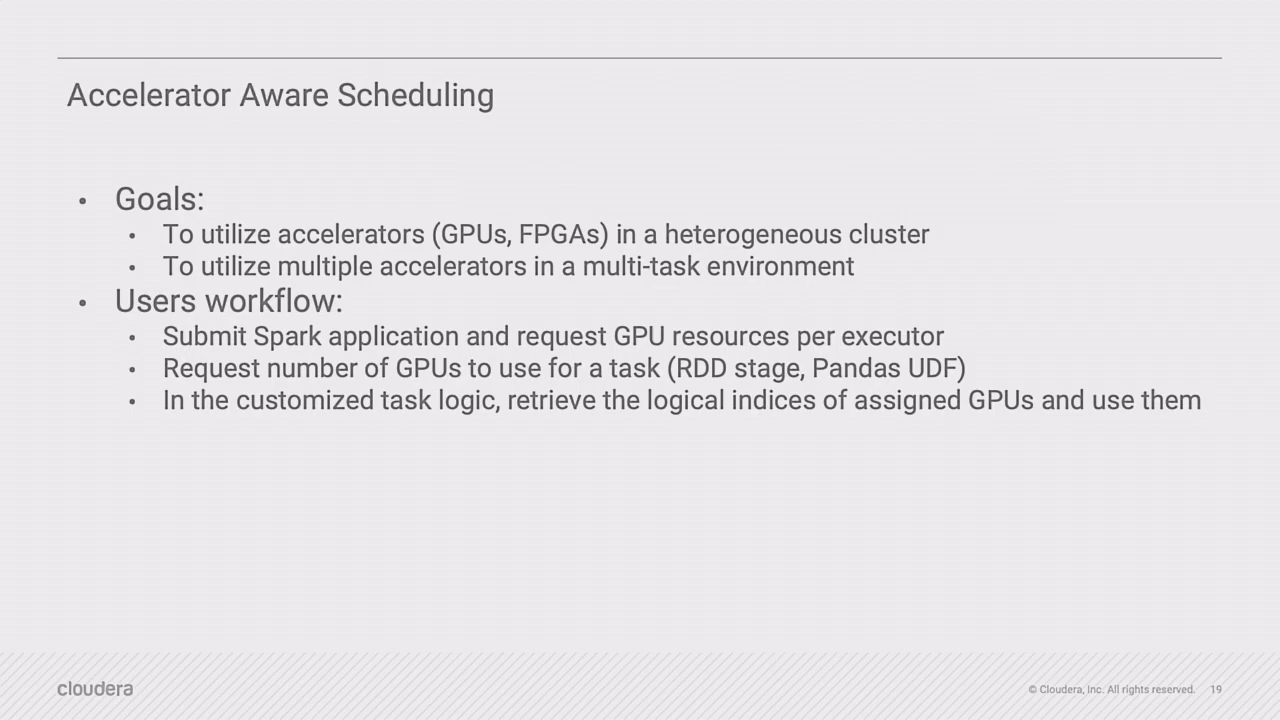 Accelerator Aware Scheduling
• Goals:
• To utilize accelerators (GPUs, FPGAs) in a heterogeneous cluster
• To utilize multiple accelerators in a multi-task environment
• Users workflow:
• Submit Spark application and request GPU resources per executor
• Request number of GPUs to use for a task (RDD stage, Pandas UDF)
• In the customized task logic, retrieve the logical indices of assigned GPUs and use them
cloudera
© Cloudera, Inc. All rights reserved. 19